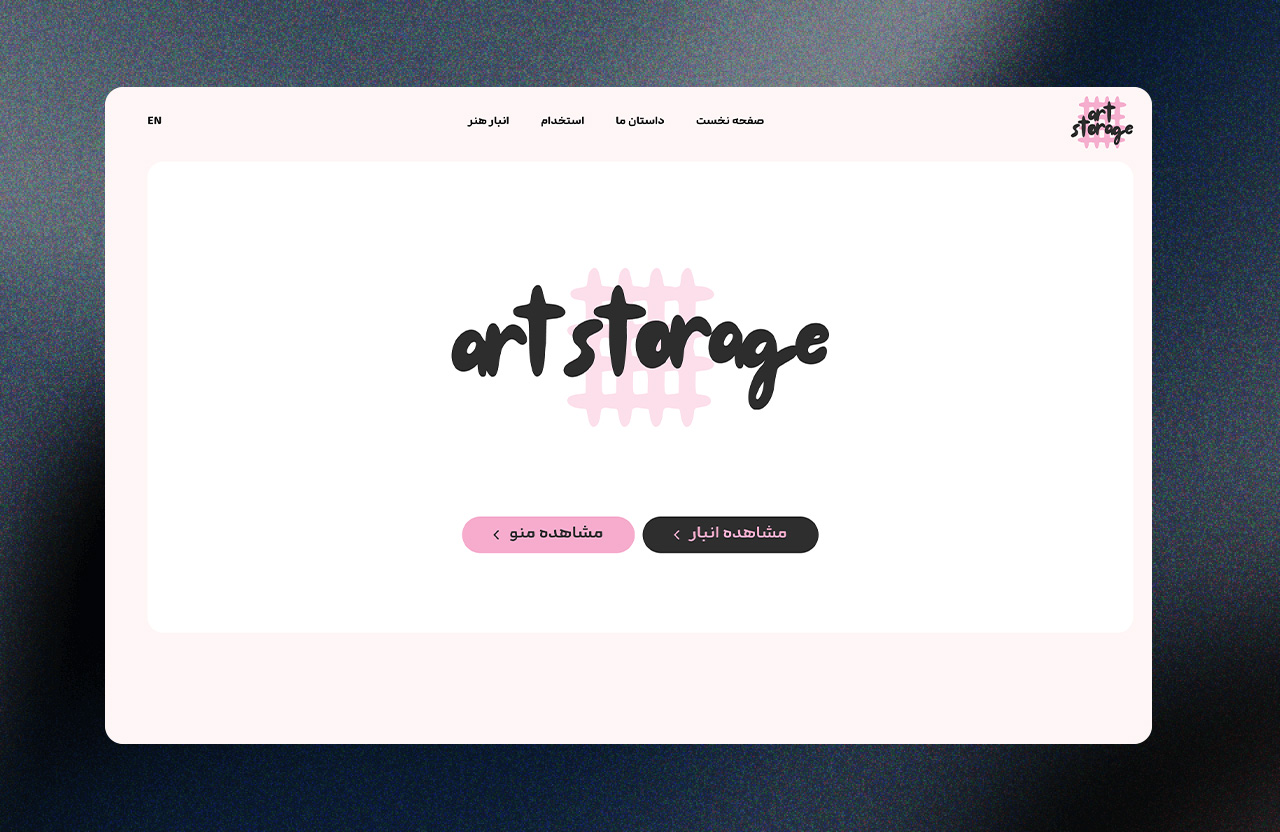 art
storage
صفحه نخست
داستان ما
استخدام
انبار هنر
EN
art storage
مشاهده انبار
مشاهده منو